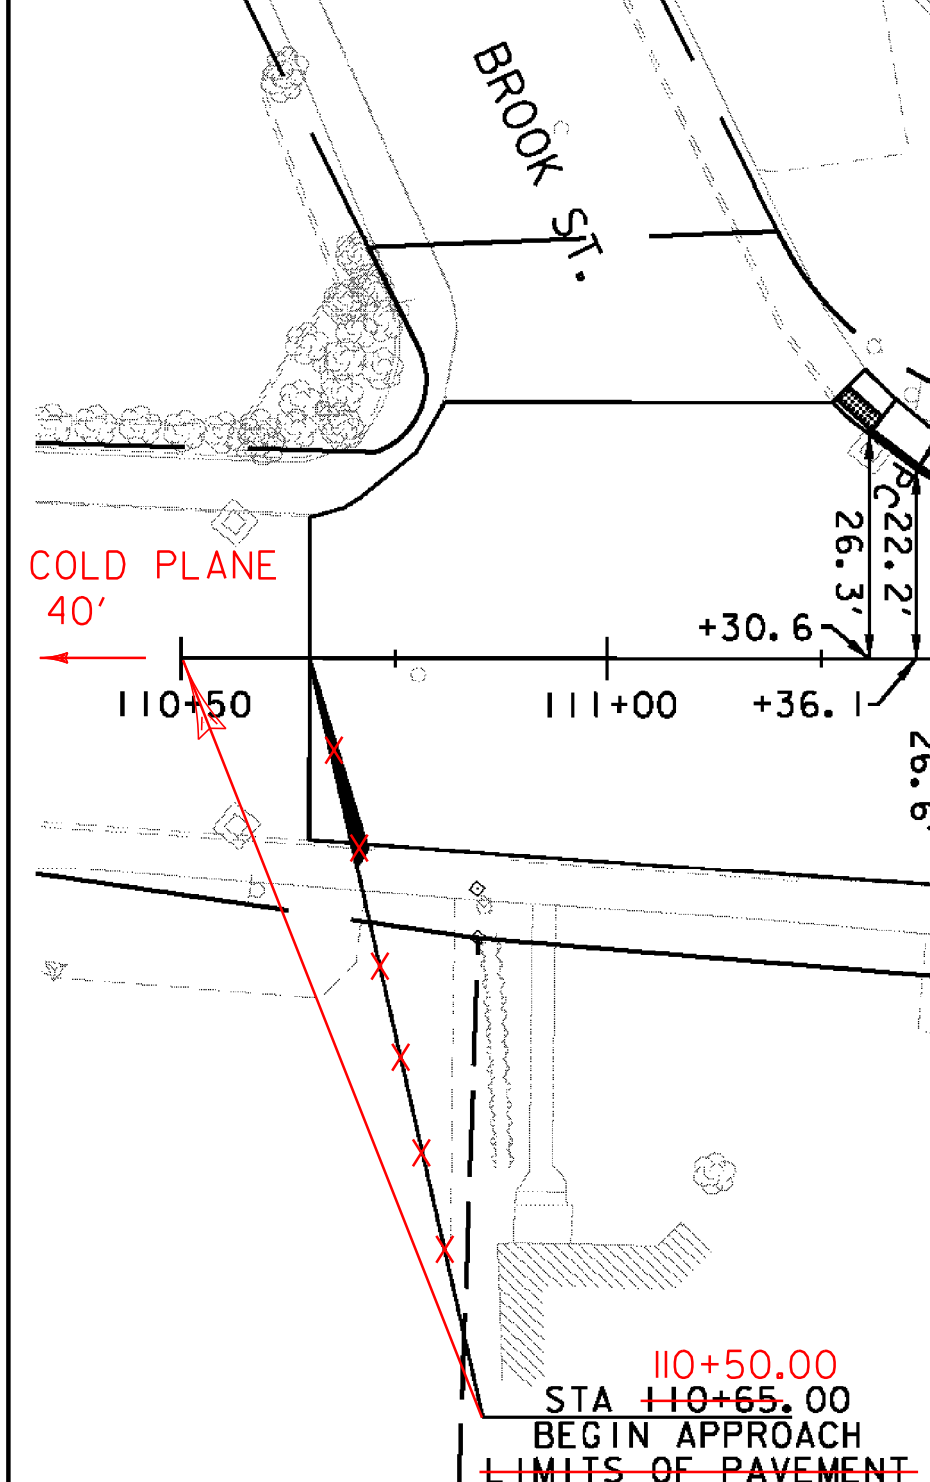 BROOK ST.
COLD PLANE
40'
PC
22.2'
26.3'
+30.6
110+50
111+00
+36.1
26.6'
110+50.00
STA 110+65.00
BEGIN APPROACH
LIMITS OF PAVEMENT